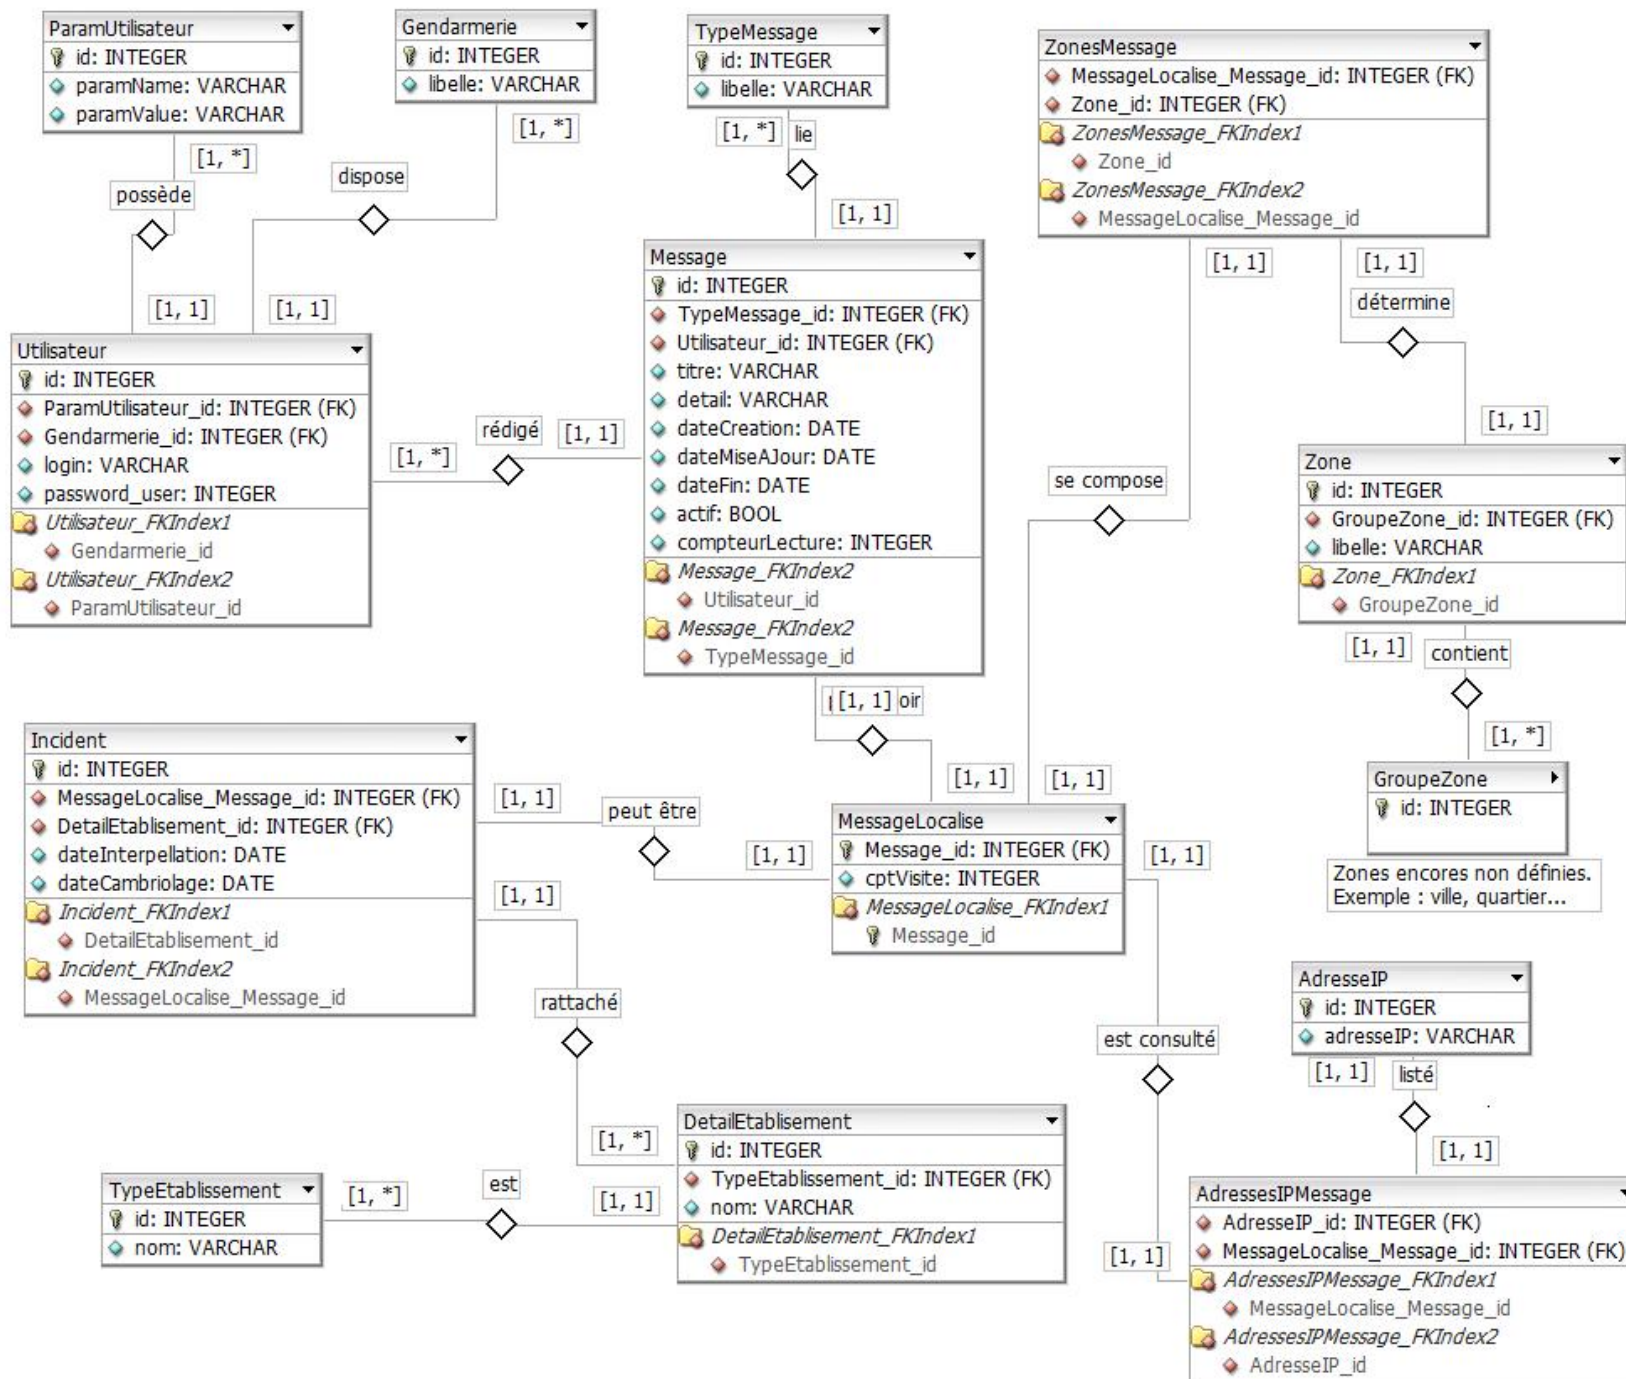 ParamUtilisateur
id: INTEGER
paramName: VARCHAR
paramValue: VARCHAR
[1, *]
possède
[1, 1]
Gendarmerie
id: INTEGER
libelle: VARCHAR
[1, *]
dispose
[1, 1]
TypeMessage
id: INTEGER
libelle: VARCHAR
[1, *]
lie
[1, 1]
ZonesMessage
MessageLocalise_Message_id: INTEGER (FK)
Zone_id: INTEGER (FK)
ZonesMessage_FKIndex1
Zone_id
ZonesMessage_FKIndex2
MessageLocalise_Message_id
[1, 1]
[1, 1]
détermine
[1, 1]
Utilisateur
id: INTEGER
ParamUtilisateur_id: INTEGER (FK)
Gendarmerie_id: INTEGER (FK)
login: VARCHAR
password_user: INTEGER
Utilisateur_FKIndex1
Gendarmerie_id
Utilisateur_FKIndex2
ParamUtilisateur_id
[1, *]
rédigé
[1, 1]
Message
id: INTEGER
TypeMessage_id: INTEGER (FK)
Utilisateur_id: INTEGER (FK)
titre: VARCHAR
detail: VARCHAR
dateCreation: DATE
dateMiseAJour: DATE
dateFin: DATE
actif: BOOL
compteurLecture: INTEGER
Message_FKIndex2
Utilisateur_id
Message_FKIndex2
TypeMessage_id
[1, 1]
[1, 1]
se compose
[1, 1]
Zone
id: INTEGER
GroupeZone_id: INTEGER (FK)
libelle: VARCHAR
Zone_FKIndex1
GroupeZone_id
[1, 1]
contient
[1, *]
GroupeZone
id: INTEGER
Zones encores non définies.
Exemple : ville, quartier...
Incident
id: INTEGER
MessageLocalise_Message_id: INTEGER (FK)
DetailEtablisement_id: INTEGER (FK)
dateInterpellation: DATE
dateCambriolage: DATE
Incident_FKIndex1
DetailEtablisement_id
Incident_FKIndex2
MessageLocalise_Message_id
[1, 1]
peut être
[1, 1]
[1, 1]
rattaché
[1, *]
MessageLocalise
Message_id: INTEGER (FK)
cptVisite: INTEGER
MessageLocalise_FKIndex1
Message_id
[1, 1]
est consulté
[1, 1]
AdresseIP
id: INTEGER
adresseIP: VARCHAR
[1, 1]
listé
[1, 1]
TypeEtablissement
id: INTEGER
nom: VARCHAR
[1, *]
est
[1, 1]
DetailEtablisement
id: INTEGER
TypeEtablissement_id: INTEGER (FK)
nom: VARCHAR
DetailEtablisement_FKIndex1
TypeEtablissement_id
AdressesIPMessage
AdresseIP_id: INTEGER (FK)
MessageLocalise_Message_id: INTEGER (FK)
AdressesIPMessage_FKIndex1
MessageLocalise_Message_id
AdressesIPMessage_FKIndex2
AdresseIP_id